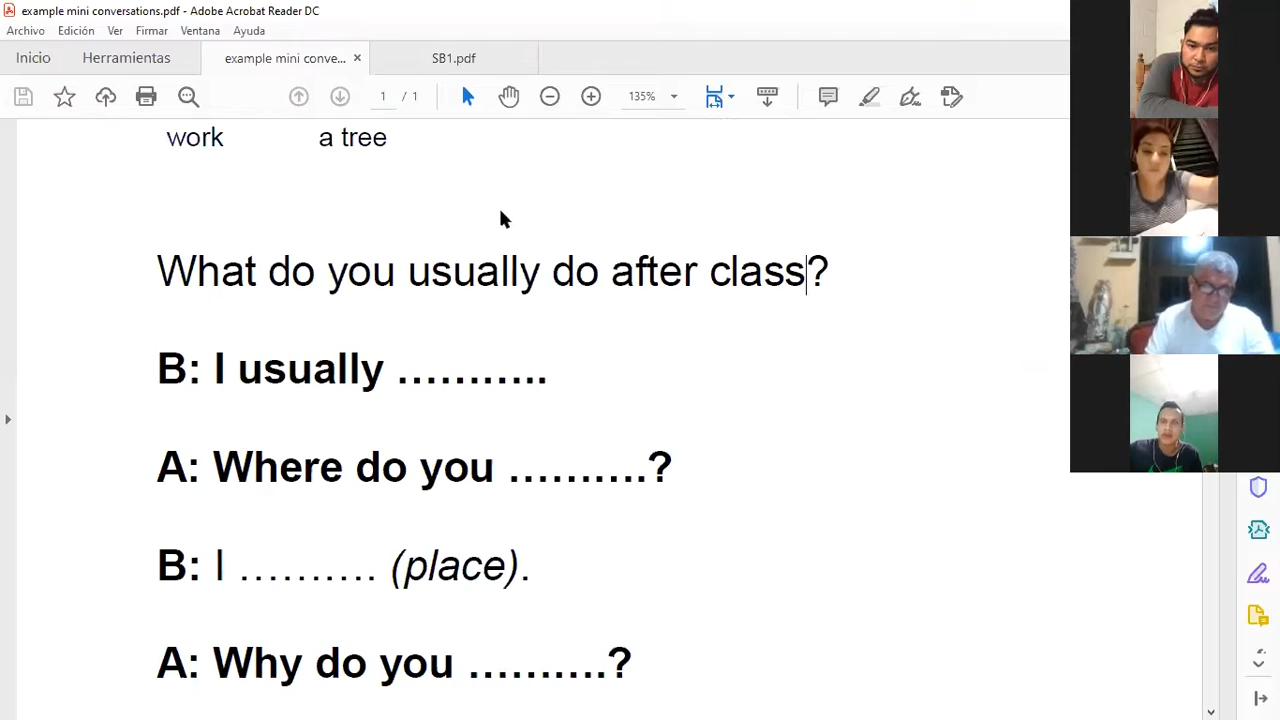 example mini conversations.pdf - Adobe Acrobat Reader DC
Archivo Edición Ver Firmar Ventana Ayuda
Inicio Herramientas example mini conve... × SB1.pdf
1 / 1 135%
work a tree
What do you usually do after class?
B: I usually ………..
A: Where do you ……….?
B: I ………. (place).
A: Why do you ……….?